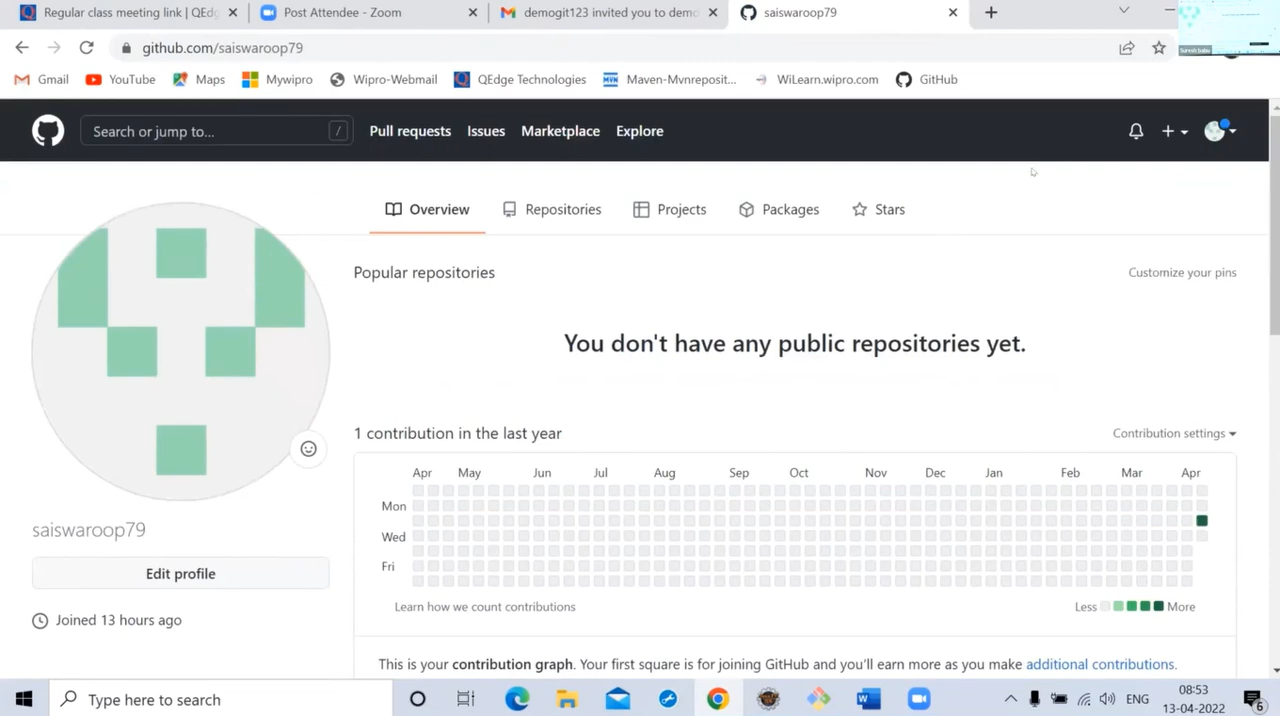 Regular class meeting link | QEdg
Post Attendee - Zoom
demogit123 invited you to demo
saiswaroop79
github.com/saiswaroop79
Gmail
YouTube
Maps
Mywipro
Wipro-Webmail
QEdge Technologies
MVN
Maven-Mvnreposit...
WiLearn.wipro.com
GitHub
Search or jump to...
/
Pull requests
Issues
Marketplace
Explore
Overview
Repositories
Projects
Packages
Stars
Popular repositories
Customize your pins
You don't have any public repositories yet.
1 contribution in the last year
Contribution settings
Apr May Jun Jul Aug Sep Oct Nov Dec Jan Feb Mar Apr
Mon
Wed
Fri
Learn how we count contributions
Less
More
saiswaroop79
Edit profile
Joined 13 hours ago
This is your contribution graph. Your first square is for joining GitHub and you'll earn more as you make additional contributions.
Type here to search
ENG
08:53
13-04-2022
6